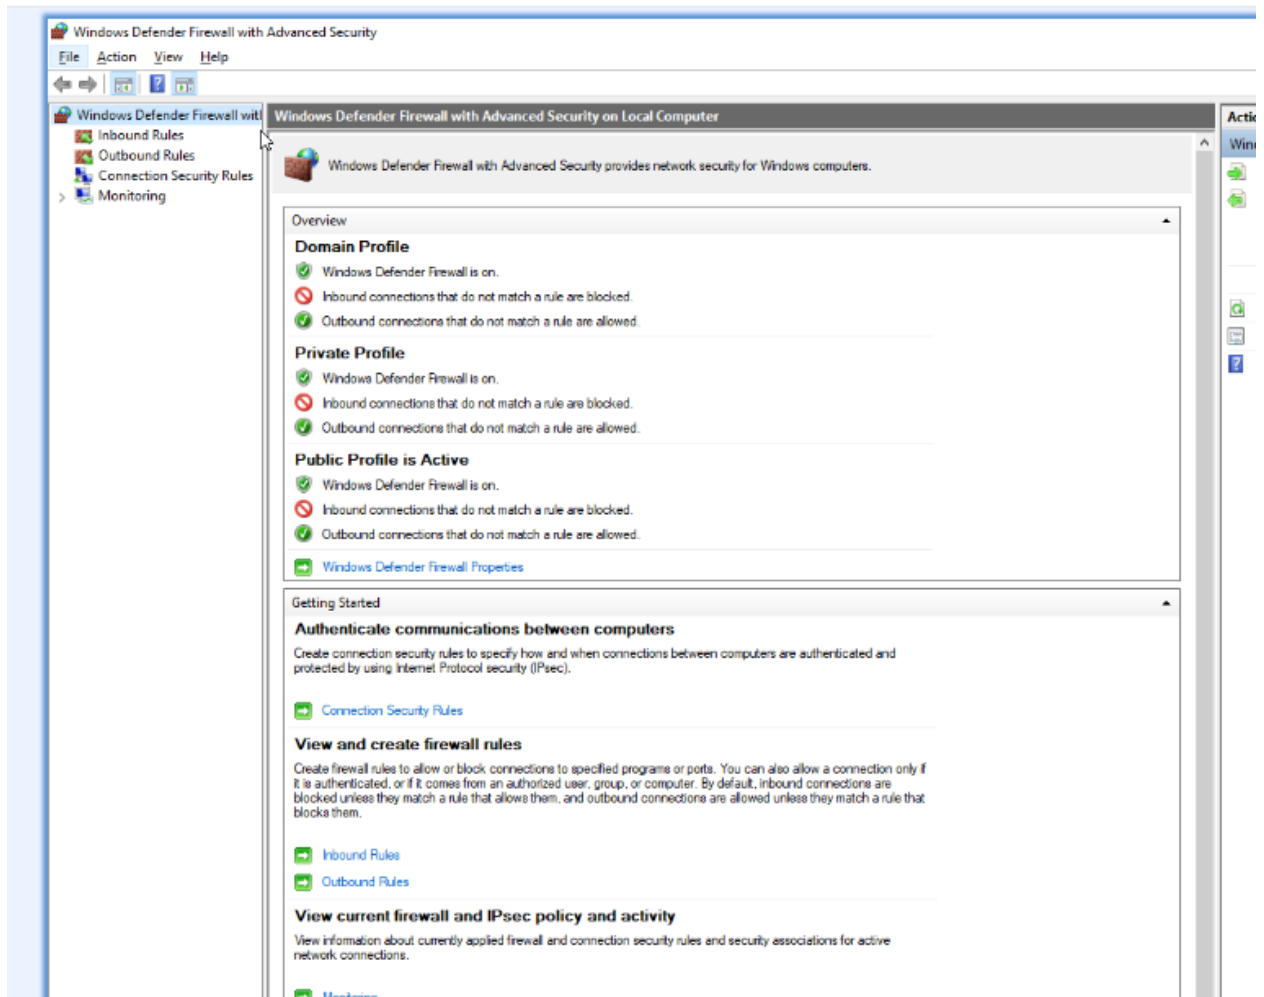 Windows Defender Firewall with Advanced Security
File Action View Help
Windows Defender Firewall with
Inbound Rules
Outbound Rules
Connection Security Rules
Monitoring
Windows Defender Firewall with Advanced Security on Local Computer
Windows Defender Firewall with Advanced Security provides network security for Windows computers.
Overview
Domain Profile
Windows Defender Firewall is on.
Inbound connections that do not match a rule are blocked.
Outbound connections that do not match a rule are allowed.
Private Profile
Windows Defender Firewall is on.
Inbound connections that do not match a rule are blocked.
Outbound connections that do not match a rule are allowed.
Public Profile is Active
Windows Defender Firewall is on.
Inbound connections that do not match a rule are blocked.
Outbound connections that do not match a rule are allowed.
Windows Defender Firewall Properties
Getting Started
Authenticate communications between computers
Create connection security rules to specify how and when connections between computers are authenticated and
protected by using Internet Protocol security (IPsec).
Connection Security Rules
View and create firewall rules
Create firewall rules to allow or block connections to specified programs or ports. You can also allow a connection only if
it is authenticated, or if it comes from an authorized user, group, or computer. By default, inbound connections are
blocked unless they match a rule that allows them, and outbound connections are allowed unless they match a rule that
blocks them.
Inbound Rules
Outbound Rules
View current firewall and IPsec policy and activity
View information about currently applied firewall and connection security rules and security associations for active
network connections.
Monitoring
Actio
Wind